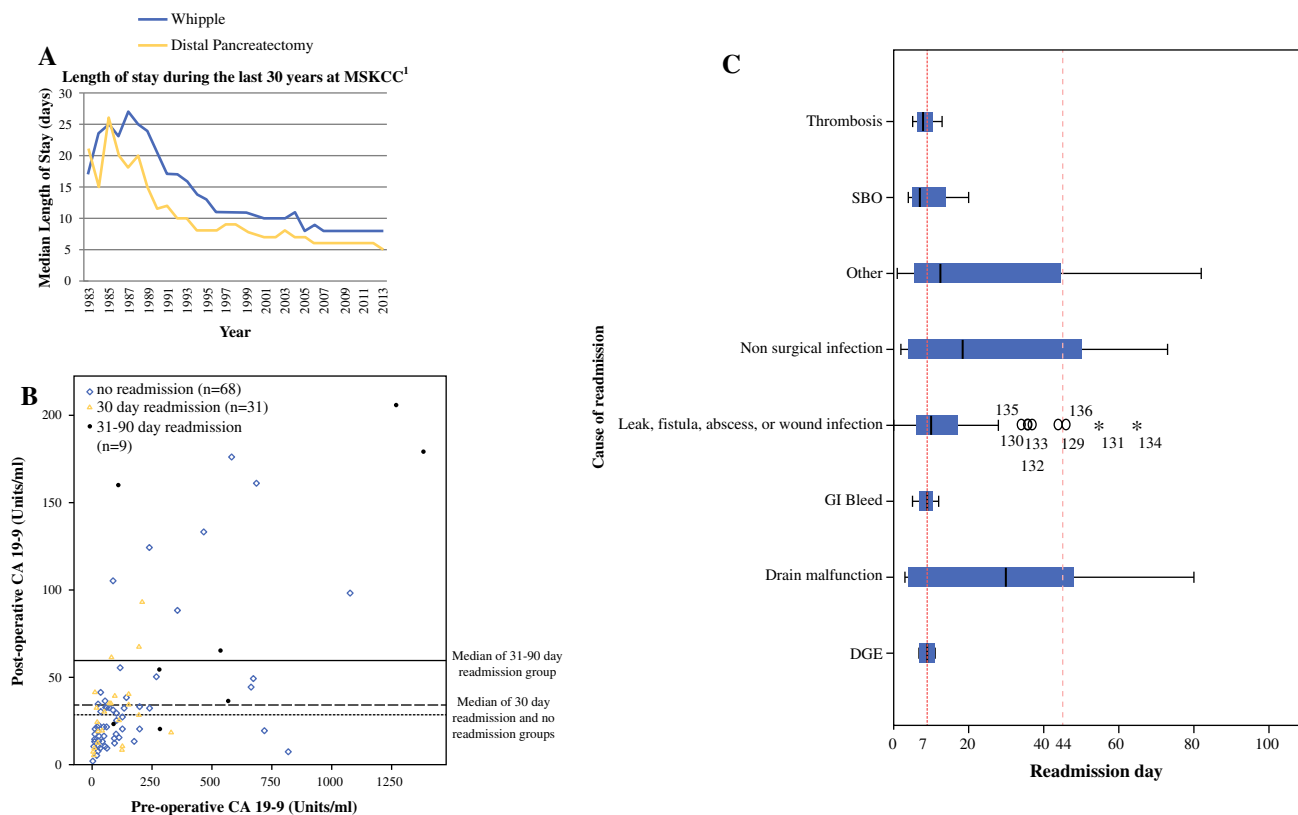 Whipple
Distal Pancreatectomy
A
Length of stay during the last 30 years at MSKCC¹
Median Length of Stay (days)
30
25
20
15
10
5
0
1983
1985
1987
1989
1991
1993
1995
1997
1999
2001
2003
2005
2007
2009
2011
2013
Year
B
no readmission (n=68)
30 day readmission (n=31)
31-90 day readmission
(n=9)
Post-operative CA 19-9 (Units/ml)
200
150
100
50
0
Median of 31-90 day
readmission group
Median of 30 day
readmission and no
readmission groups
0
250
500
750
1000
1250
Pre-operative CA 19-9 (Units/ml)
C
Cause of readmission
Thrombosis
SBO
Other
Non surgical infection
Leak, fistula, abscess, or wound infection
GI Bleed
Drain malfunction
DGE
135
136
130
133
129
131
134
132
0
7
20
40
44
60
80
100
Readmission day